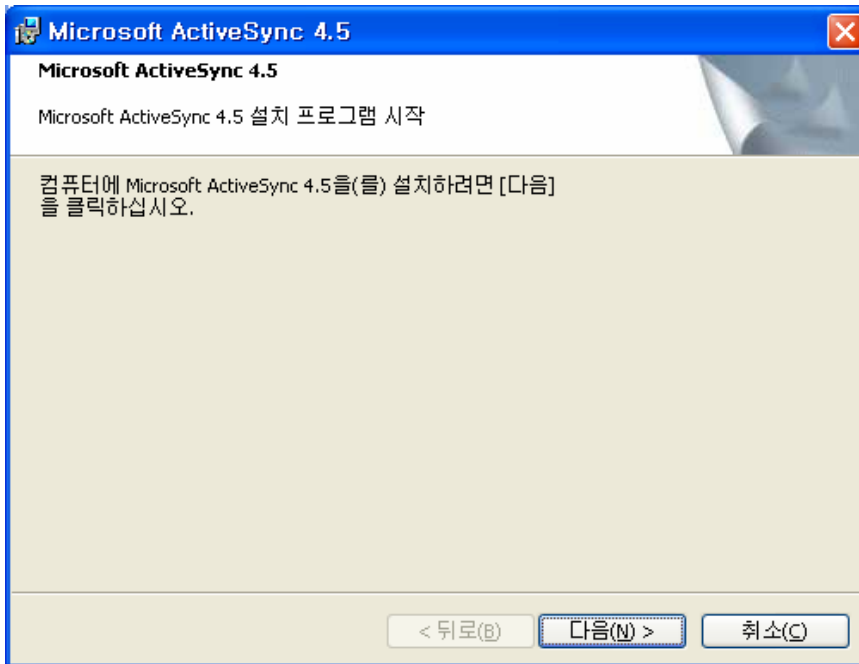 Microsoft ActiveSync 4.5
Microsoft ActiveSync 4.5
Microsoft ActiveSync 4.5 설치 프로그램 시작
컴퓨터에 Microsoft ActiveSync 4.5을(를) 설치하려면 [다음]
을 클릭하십시오.
< 뒤로(B) 다음(N) > 취소(C)